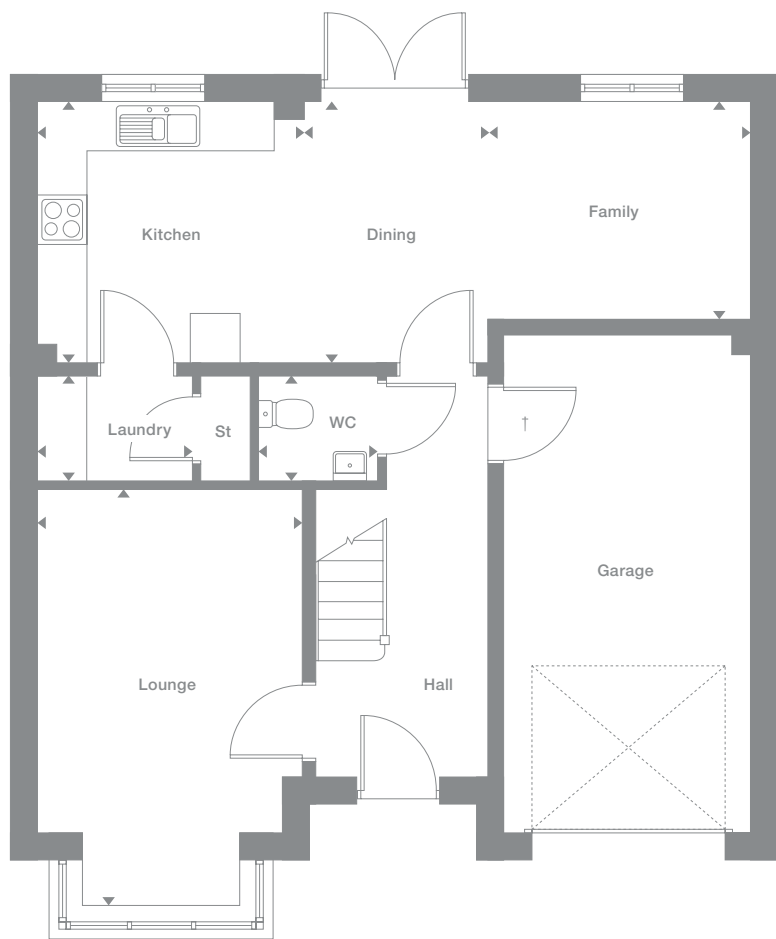 Family
Kitchen
Dining
Laundry
St
WC
†
Garage
Lounge
Hall